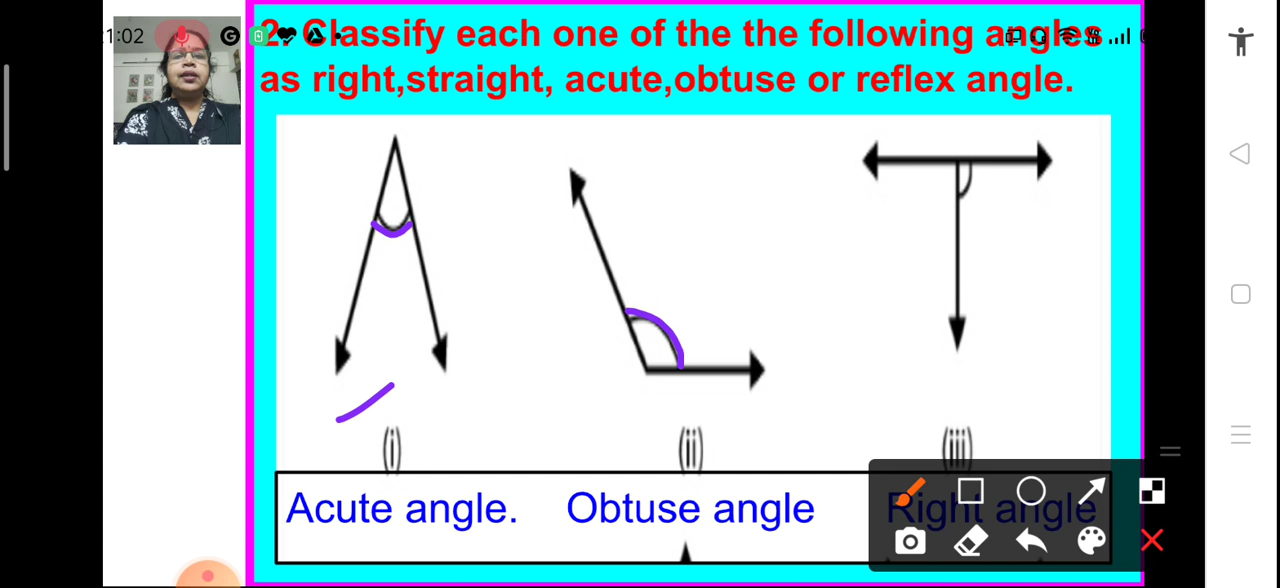 1:02
2. Classify each one of the the following angles
as right,straight, acute,obtuse or reflex angle.
(i) (ii) (iii)
Acute angle. Obtuse angle Right angle